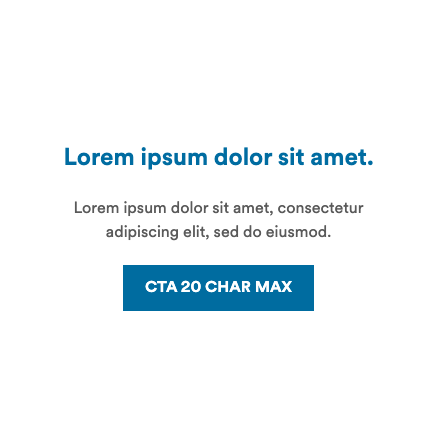 Lorem ipsum dolor sit amet.
Lorem ipsum dolor sit amet, consectetur
adipiscing elit, sed do eiusmod.
CTA 20 CHAR MAX